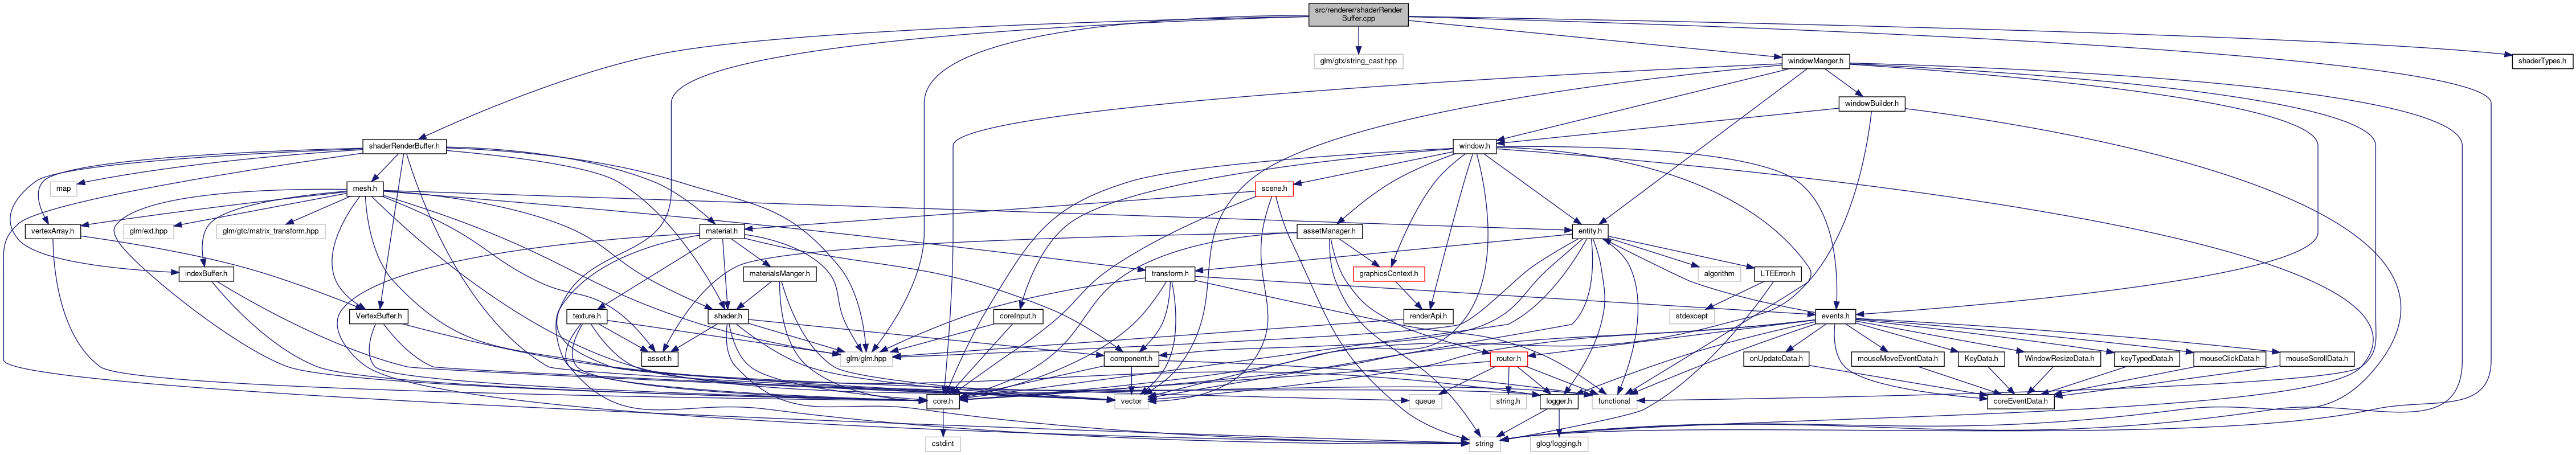 src/renderer/shaderRender
Buffer.cpp
glm/gtx/string_cast.hpp
windowManger.h
shaderTypes.h
windowBuilder.h
shaderRenderBuffer.h
window.h
map
mesh.h
scene.h
vertexArray.h
glm/ext.hpp
glm/gtc/matrix_transform.hpp
material.h
assetManager.h
entity.h
indexBuffer.h
materialsManger.h
transform.h
graphicsContext.h
algorithm
LTEError.h
VertexBuffer.h
texture.h
shader.h
coreInput.h
renderApi.h
stdexcept
events.h
asset.h
glm/glm.hpp
component.h
router.h
onUpdateData.h
mouseMoveEventData.h
KeyData.h
WindowResizeData.h
keyTypedData.h
mouseClickData.h
mouseScrollData.h
core.h
vector
queue
string.h
logger.h
functional
coreEventData.h
cstdint
string
glog/logging.h